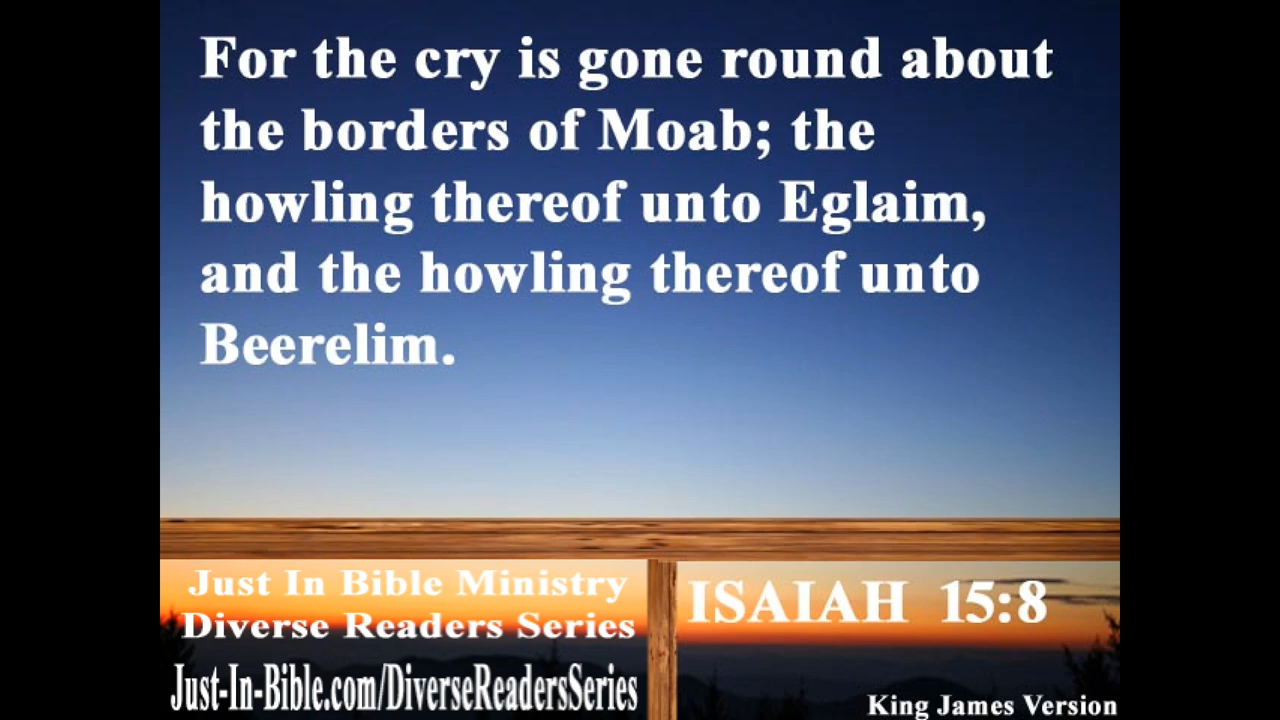 For the cry is gone round about
the borders of Moab; the
howling thereof unto Eglaim,
and the howling thereof unto
Beerelim.
Just In Bible Ministry
Diverse Readers Series
Just-In-Bible.com/DiverseReadersSeries
ISAIAH 15:8
King James Version